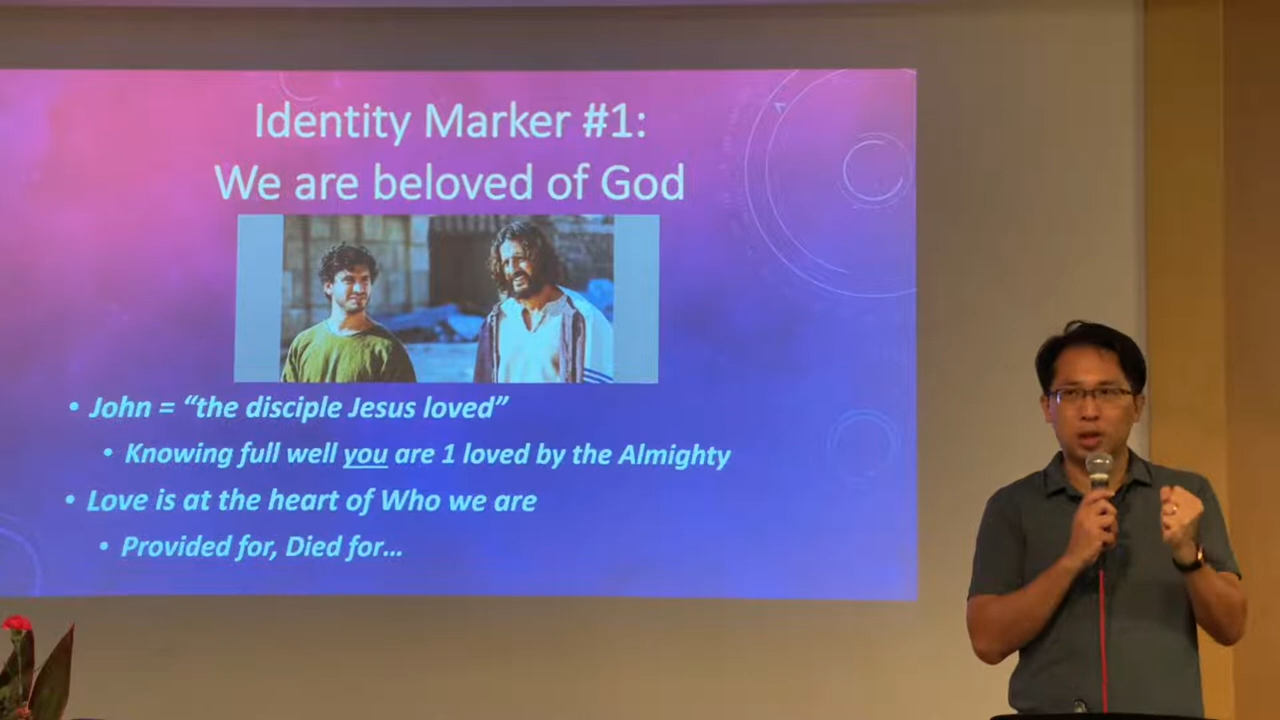 Identity Marker #1:
We are beloved of God
• John = “the disciple Jesus loved”
• Knowing full well you are 1 loved by the Almighty
• Love is at the heart of Who we are
• Provided for, Died for...